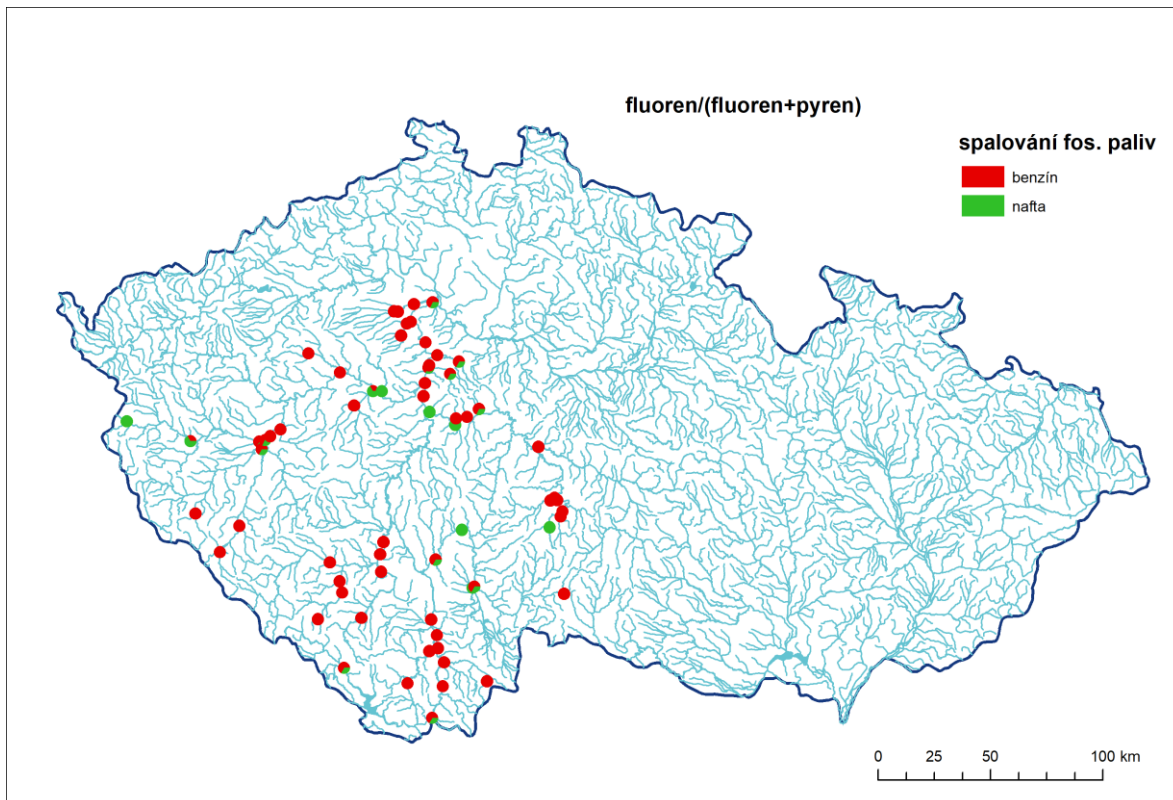 fluoren/(fluoren+pyren)
spalování fos. paliv
benzín
nafta
0 25 50 100 km